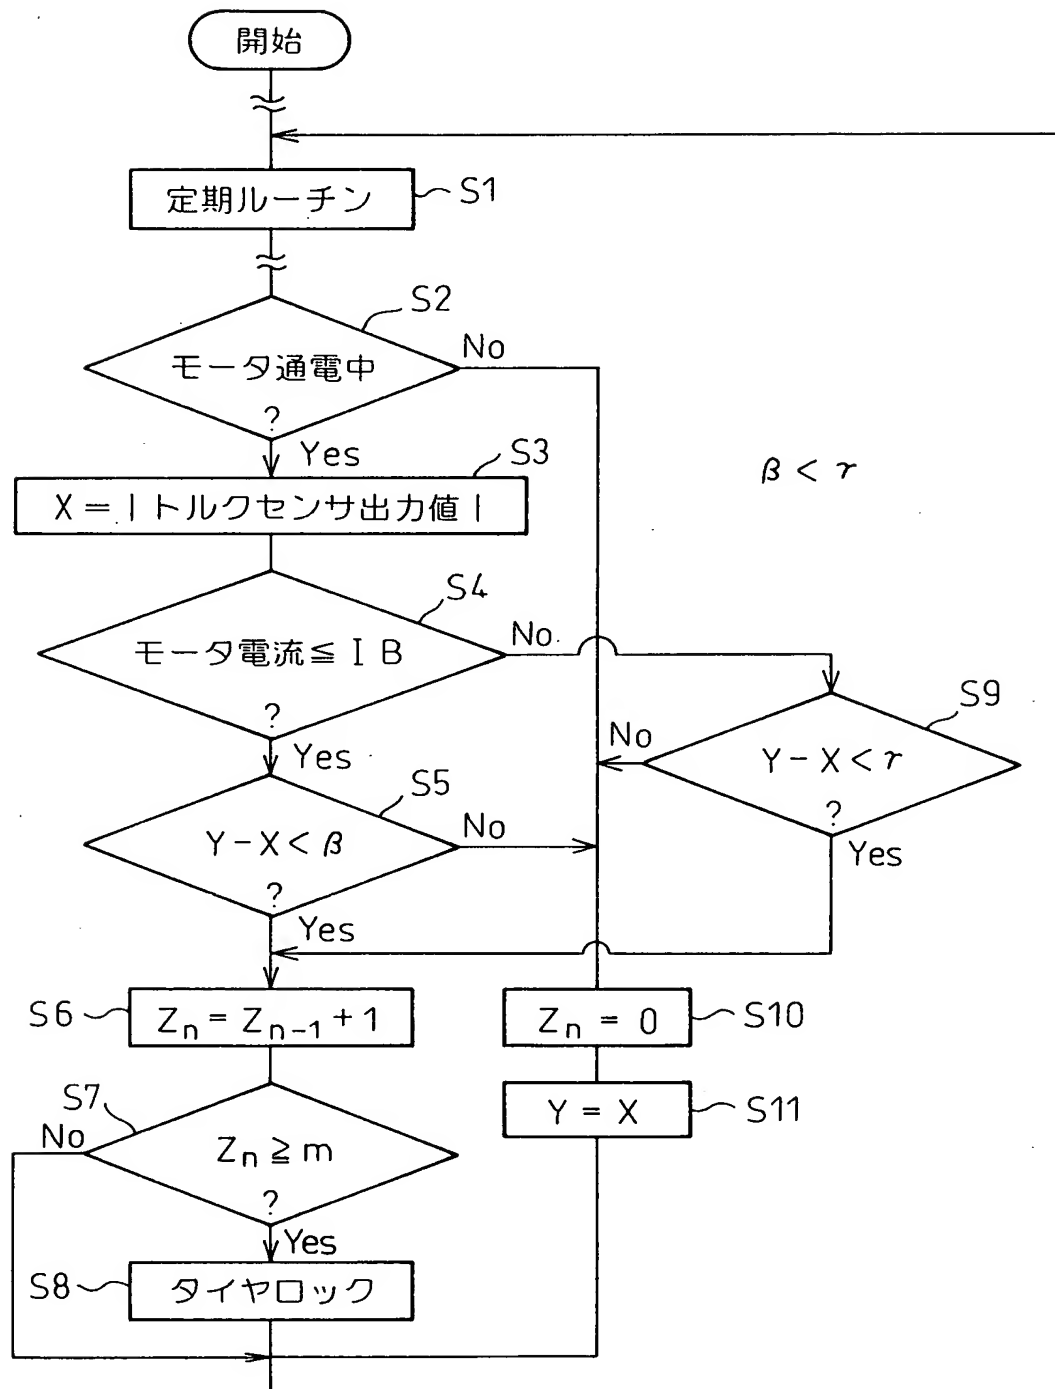 開始
定期ルーチン
S1
S2
モータ通電中
?
No
Yes
S3
X=|トルクセンサ出力値|
β<r
S4
モータ電流≦IB
?
No
Yes
S9
Y-X<r
?
No
Yes
S5
Y-X<β
?
No
Yes
S6
Zn=Zn-1+1
Zn=0
S10
Y=X
S11
S7
No
Zn≧m
?
Yes
S8
タイヤロック